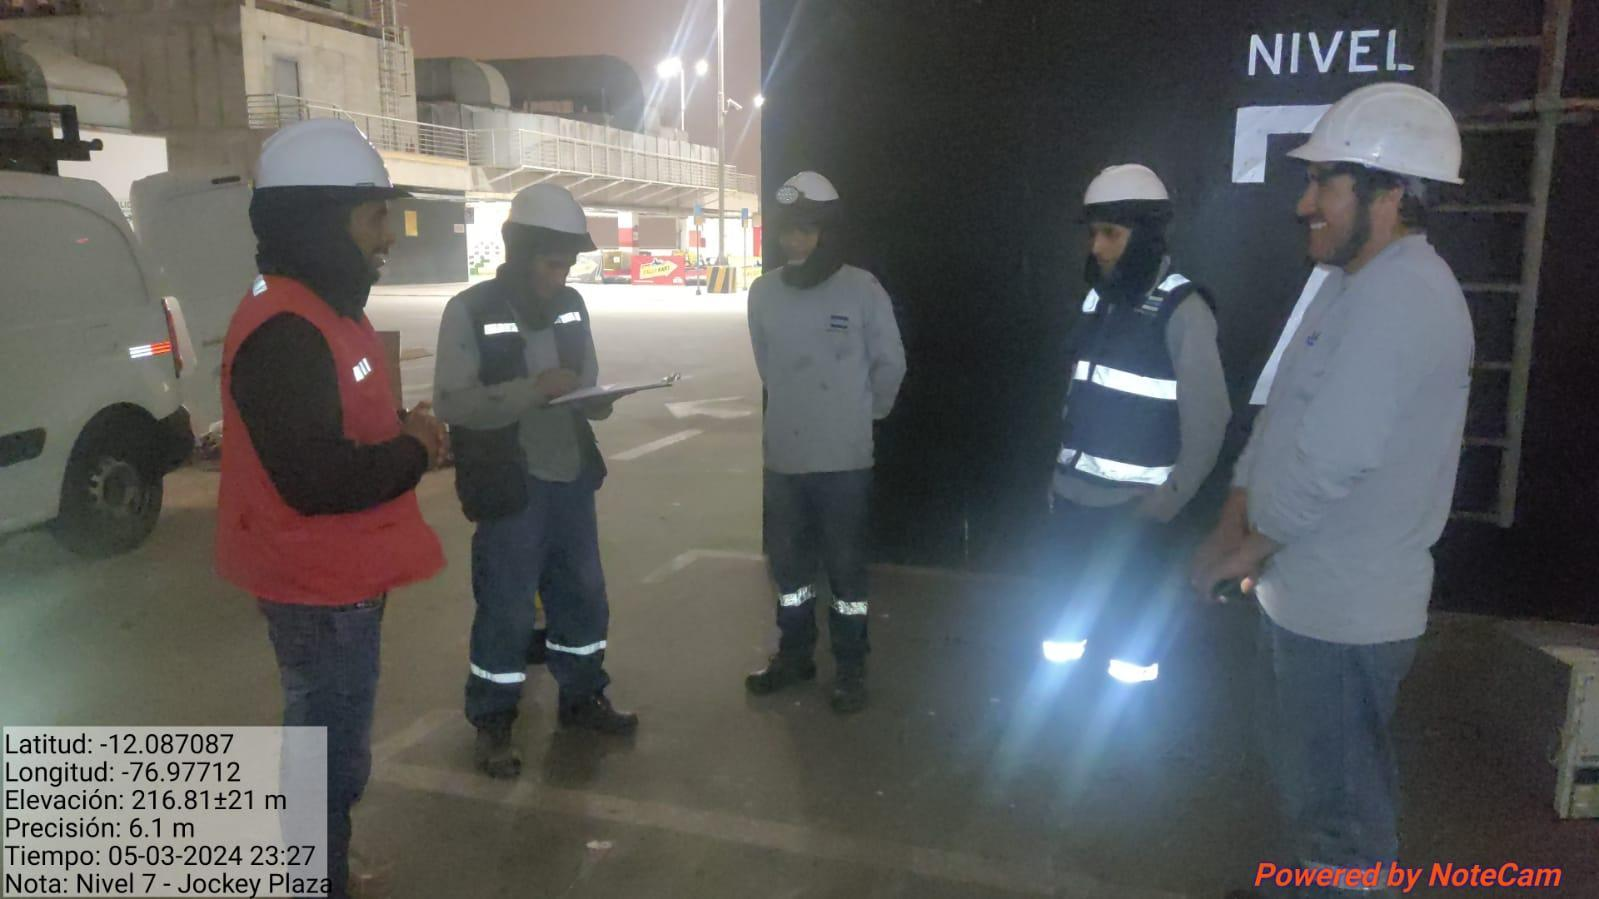 NIVEL
7
Latitud: -12.087087
Longitud: -76.97712
Elevación: 216.81±21 m
Precisión: 6.1 m
Tiempo: 05-03-2024 23:27
Nota: Nivel 7 - Jockey Plaza
Powered by NoteCam